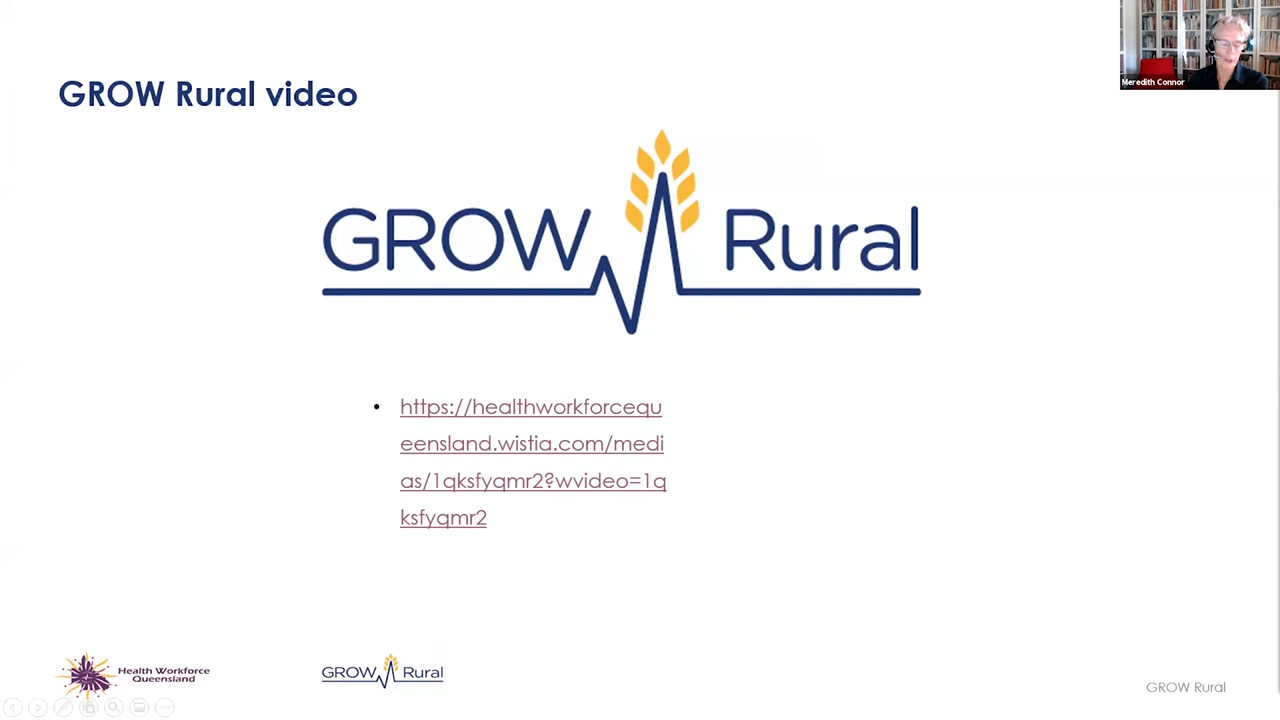 Meredith Connor
GROW Rural video
GROW Rural
https://healthworkforcequ
eensland.wistia.com/medi
as/1qksfyqmr2?wvideo=1q
ksfyqmr2
Health Workforce
Queensland
GROW Rural
GROW Rural